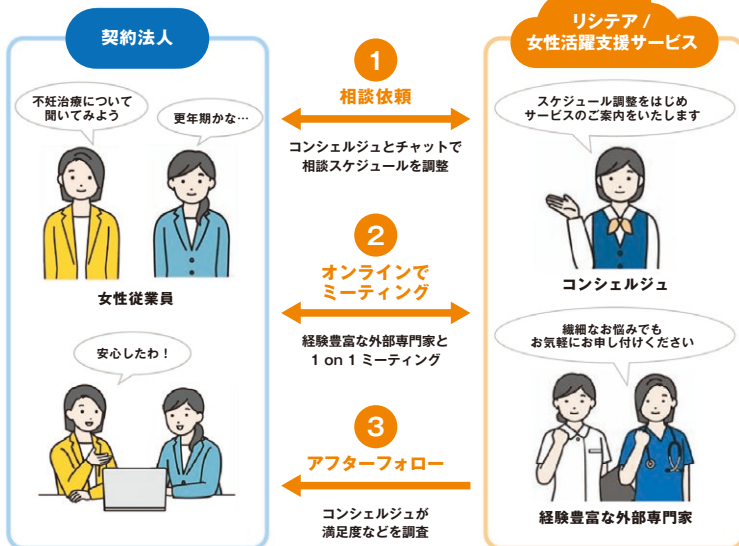 契約法人
不妊治療について
聞いてみよう
更年期かな…
女性従業員
安心したわ！
1
相談依頼
コンシェルジュとチャットで
相談スケジュールを調整
2
オンラインで
ミーティング
経験豊富な外部専門家と
1 on 1 ミーティング
3
アフターフォロー
コンシェルジュが
満足度などを調査
リシテア /
女性活躍支援サービス
スケジュール調整をはじめ
サービスのご案内をいたします
コンシェルジュ
繊細なお悩みでも
お気軽にお申し付けください
経験豊富な外部専門家